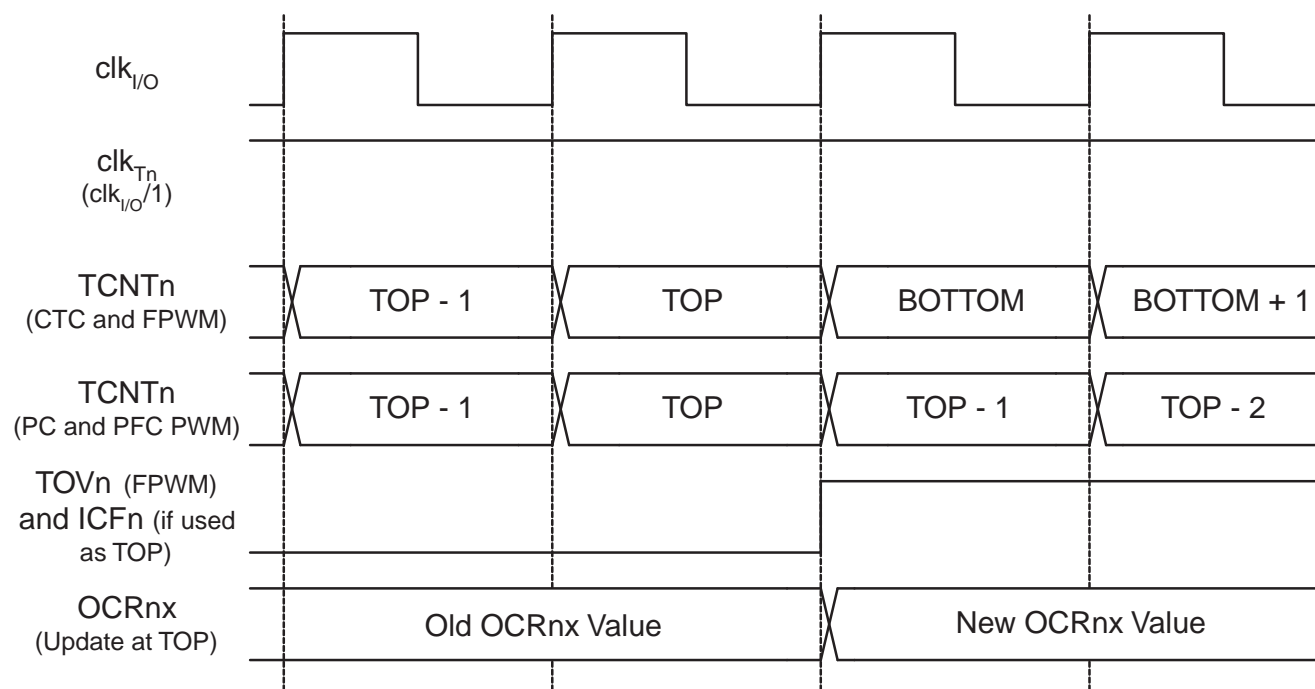 clkI/O
clkTn
(clkI/O/1)
TCNTn
(CTC and FPWM)
TOP - 1
TOP
BOTTOM
BOTTOM + 1
TCNTn
(PC and PFC PWM)
TOP - 1
TOP
TOP - 1
TOP - 2
TOVn (FPWM)
and ICFn (if used
as TOP)
OCRnx
(Update at TOP)
Old OCRnx Value
New OCRnx Value